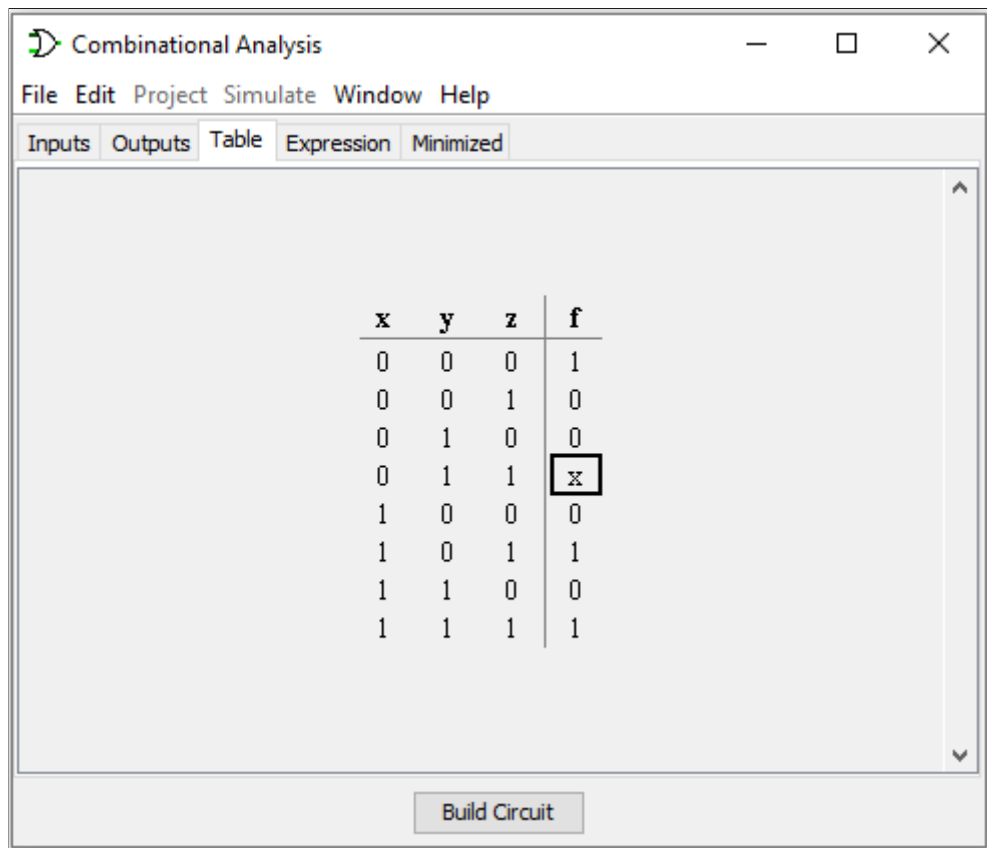 Combinational Analysis
File Edit Project Simulate Window Help
Inputs Outputs Table Expression Minimized
x y z f
0 0 0 1
0 0 1 0
0 1 0 0
0 1 1 x
1 0 0 0
1 0 1 1
1 1 0 0
1 1 1 1
Build Circuit